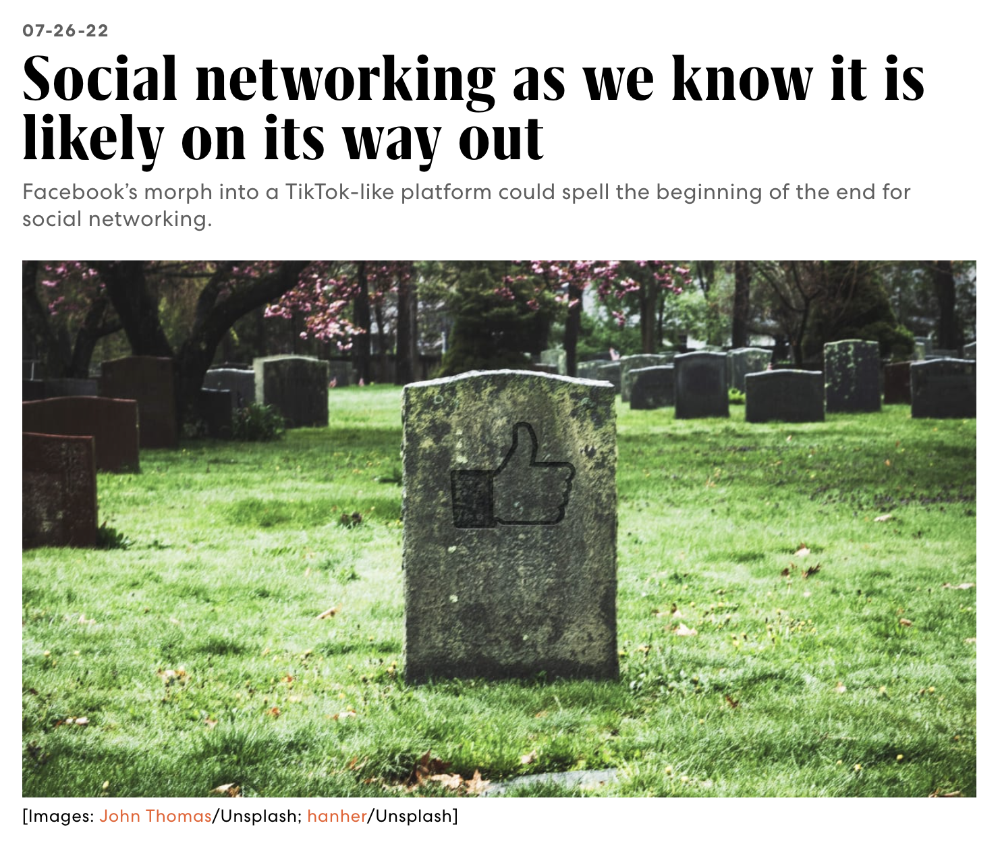 07-26-22
Social networking as we know it is
likely on its way out
Facebook’s morph into a TikTok-like platform could spell the beginning of the end for
social networking.
[Images: John Thomas/Unsplash; hanher/Unsplash]